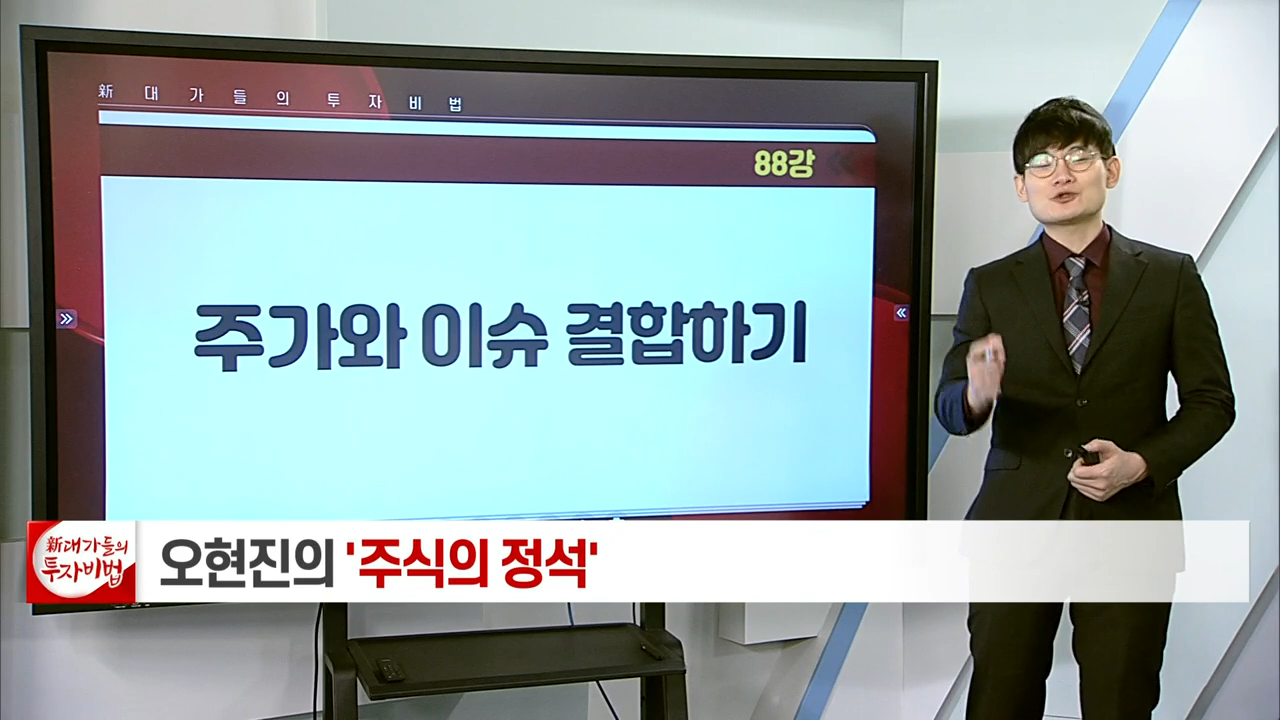 新 대가들의 투자비법
88강
주가와 이슈 결합하기
新대가들의
투자비법
오현진의 '주식의 정석'